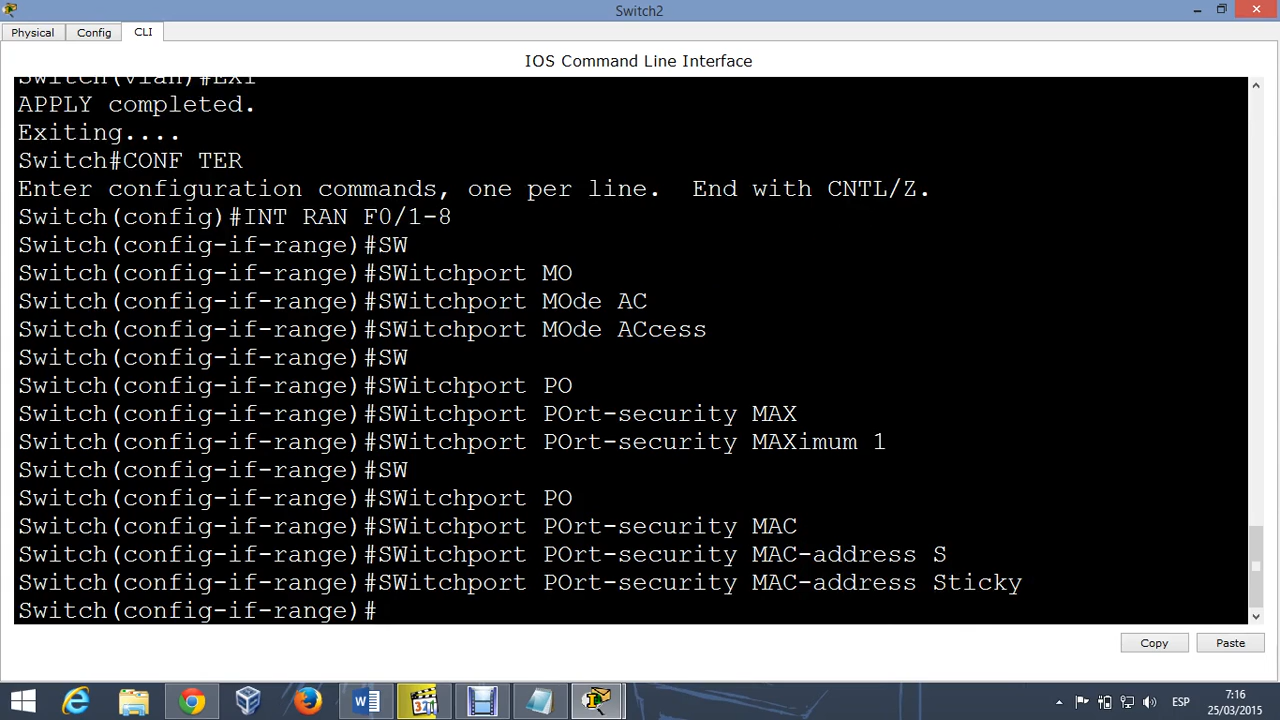 Switch2
Physical
Config
CLI
IOS Command Line Interface
Switch(vlan)#EXI
APPLY completed.
Exiting....
Switch#CONF TER
Enter configuration commands, one per line.  End with CNTL/Z.
Switch(config)#INT RAN F0/1-8
Switch(config-if-range)#SW
Switch(config-if-range)#SWitchport MO
Switch(config-if-range)#SWitchport MOde AC
Switch(config-if-range)#SWitchport MOde ACcess
Switch(config-if-range)#SW
Switch(config-if-range)#SWitchport PO
Switch(config-if-range)#SWitchport POrt-security MAX
Switch(config-if-range)#SWitchport POrt-security MAXimum 1
Switch(config-if-range)#SW
Switch(config-if-range)#SWitchport PO
Switch(config-if-range)#SWitchport POrt-security MAC
Switch(config-if-range)#SWitchport POrt-security MAC-address S
Switch(config-if-range)#SWitchport POrt-security MAC-address Sticky
Switch(config-if-range)#
Copy
Paste
321
ESP
7:16
25/03/2015